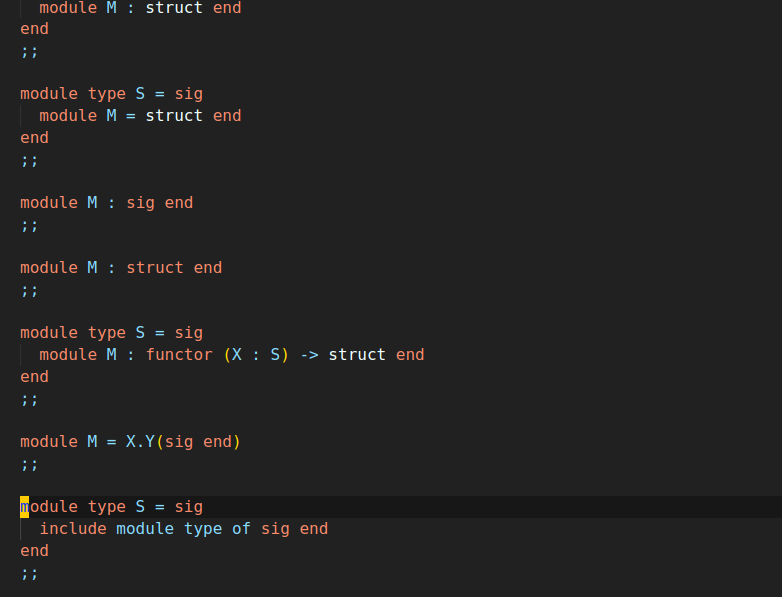 module M : struct end
end
;;
module type S = sig
module M = struct end
end
;;
module M : sig end
;;
module M : struct end
;;
module type S = sig
module M : functor (X : S) -> struct end
end
;;
module M = X.Y(sig end)
;;
module type S = sig
include module type of sig end
end
;;